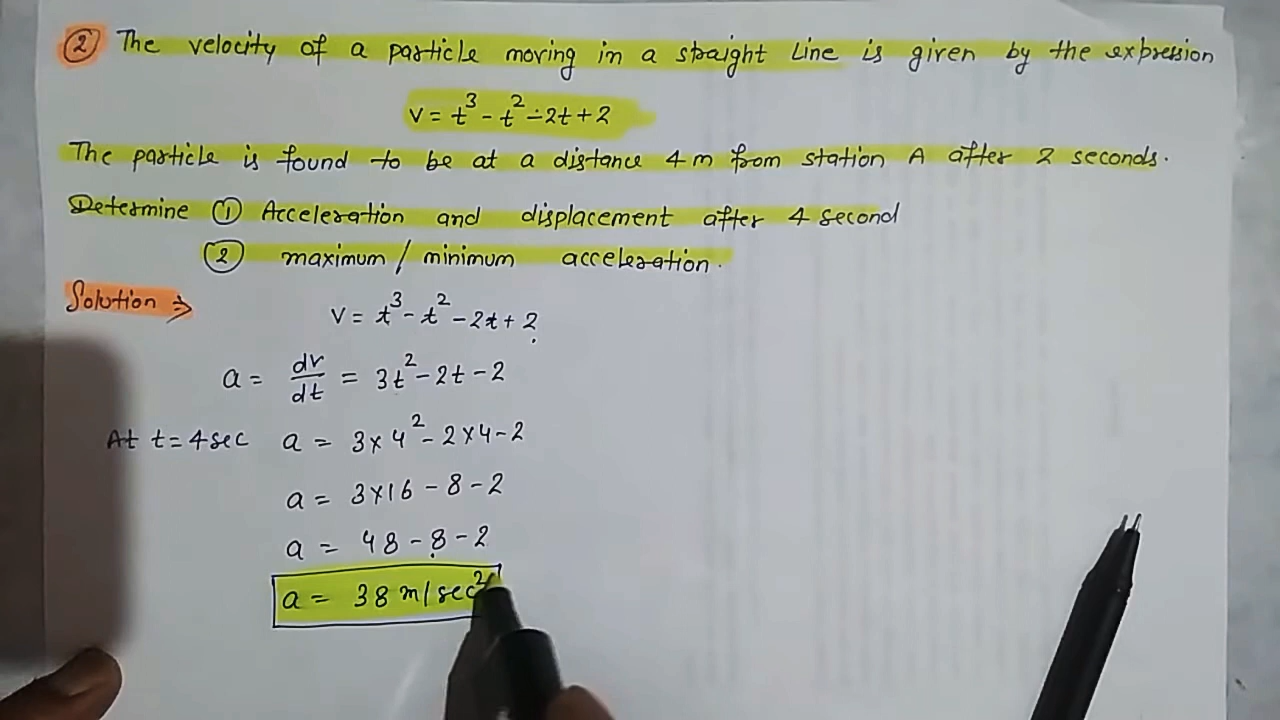 ② The velocity of a particle moving in a straight Line is given by the expression
v = t³ - t² - 2t + 2
The particle is found to be at a distance 4 m from station A after 2 seconds.
Determine ① Acceleration and displacement after 4 second
② maximum / minimum acceleration.
Solution ⇒
v = t³ - t² - 2t + 2
a = dv/dt = 3t² - 2t - 2
At t = 4 sec a = 3 × 4² - 2 × 4 - 2
a = 3 × 16 - 8 - 2
a = 48 - 8 - 2
a = 38 m/sec²